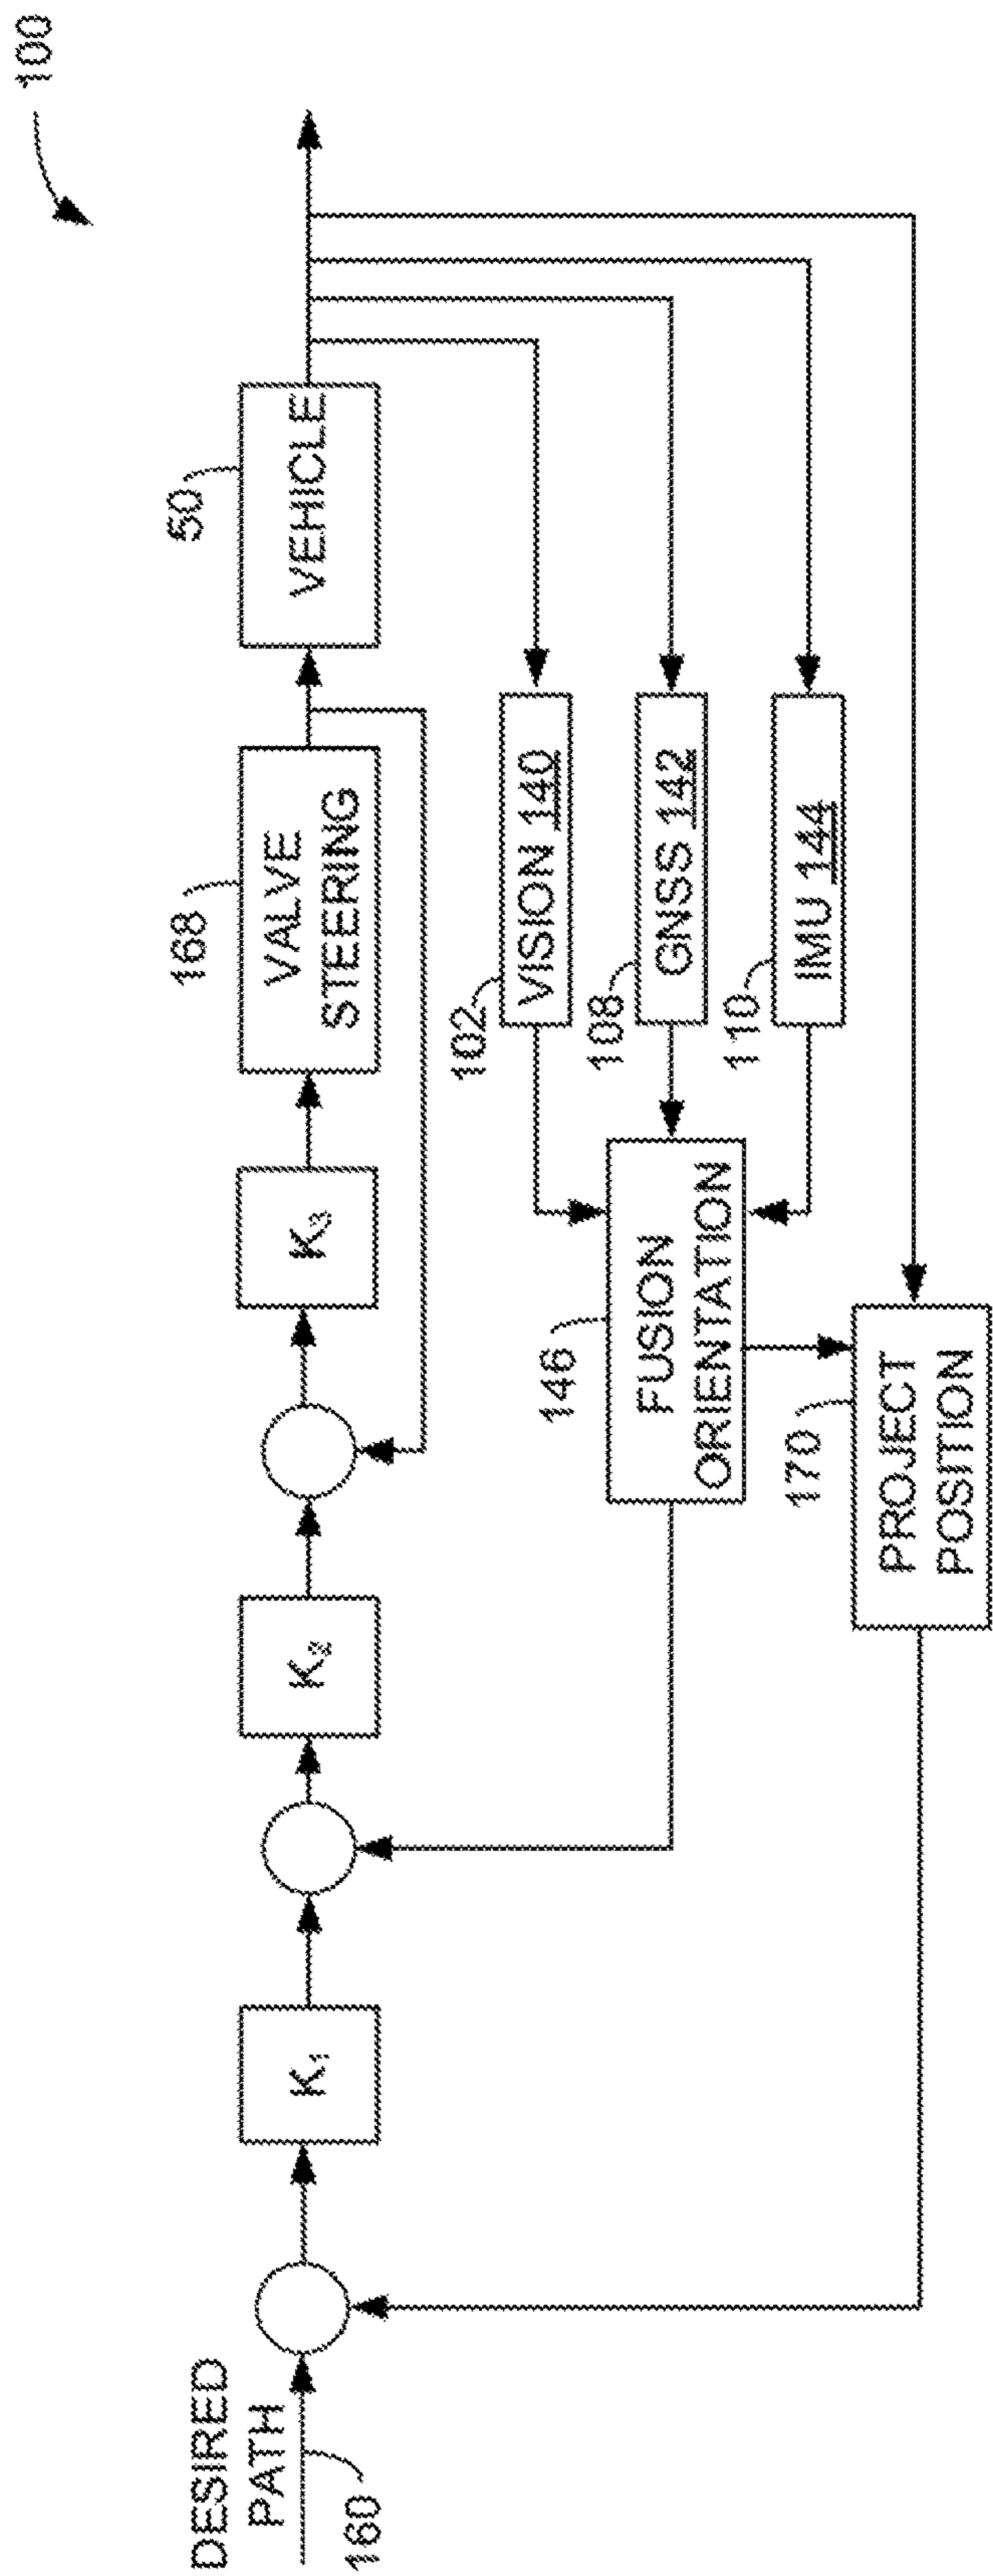 100
DESIRED
PATH
160
K₁
K₂
K₃
168
VALVE
STEERING
50
VEHICLE
102
VISION 140
108
GNSS 142
110
IMU 144
146
FUSION
ORIENTATION
170
PROJECT
POSITION